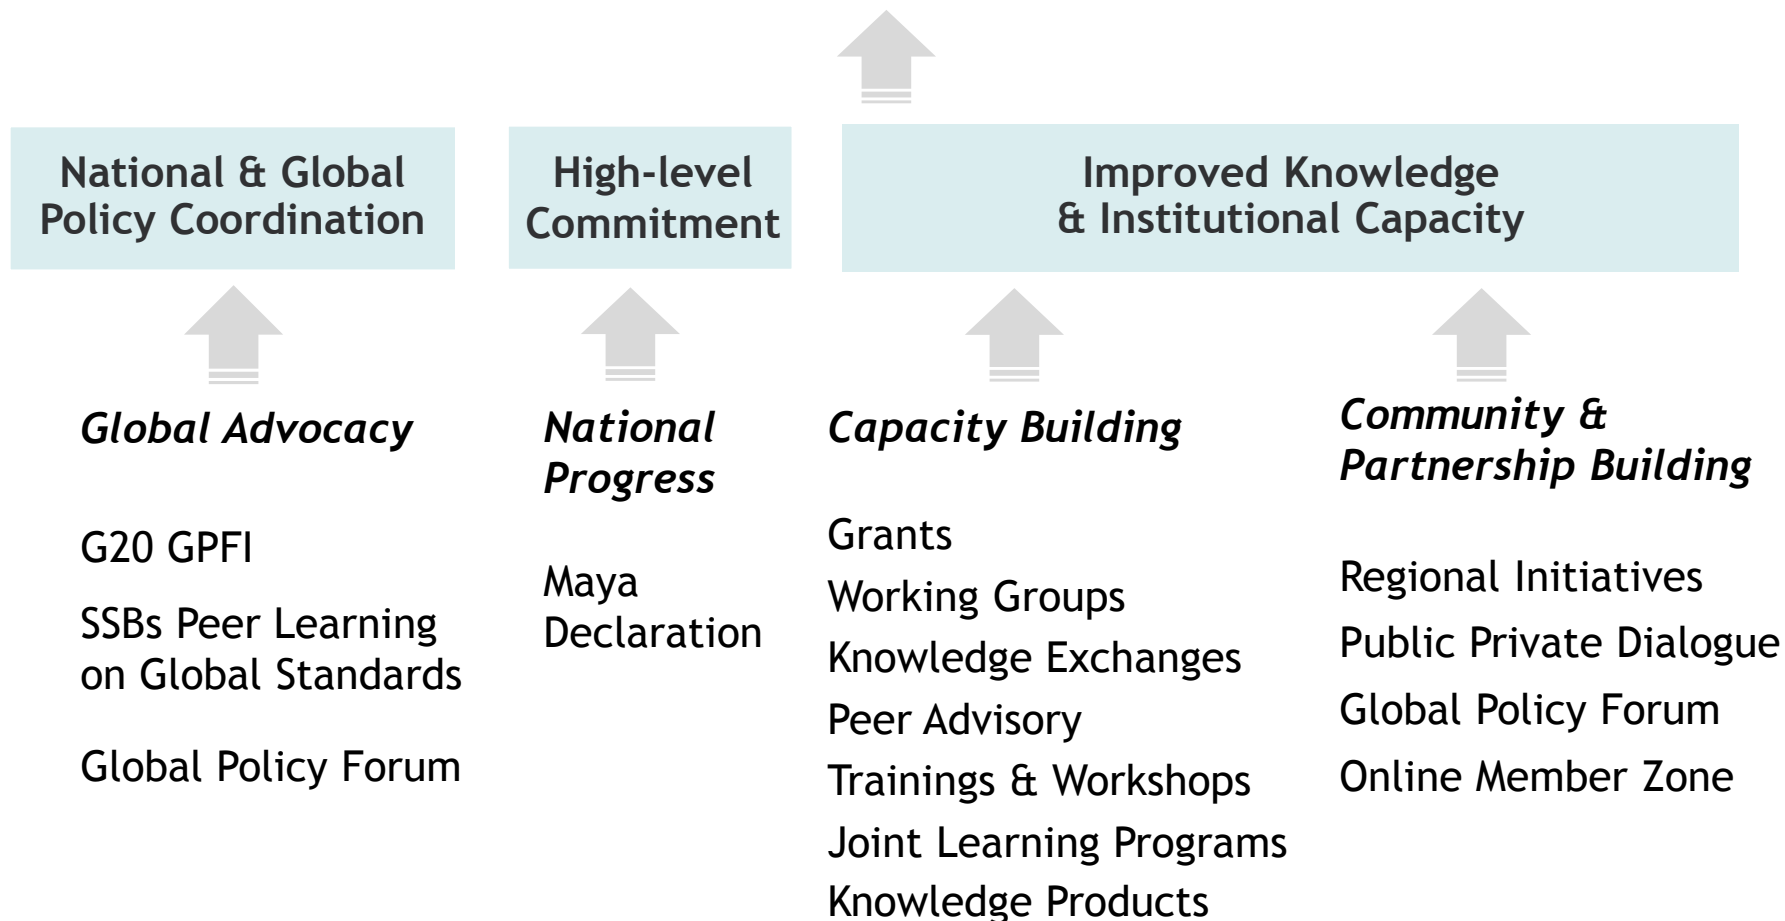 National & Global
Policy Coordination
High-level
Commitment
Improved Knowledge
& Institutional Capacity
Global Advocacy
G20 GPFI
SSBs Peer Learning
on Global Standards
Global Policy Forum
National
Progress
Maya
Declaration
Capacity Building
Grants
Working Groups
Knowledge Exchanges
Peer Advisory
Trainings & Workshops
Joint Learning Programs
Knowledge Products
Community &
Partnership Building
Regional Initiatives
Public Private Dialogue
Global Policy Forum
Online Member Zone